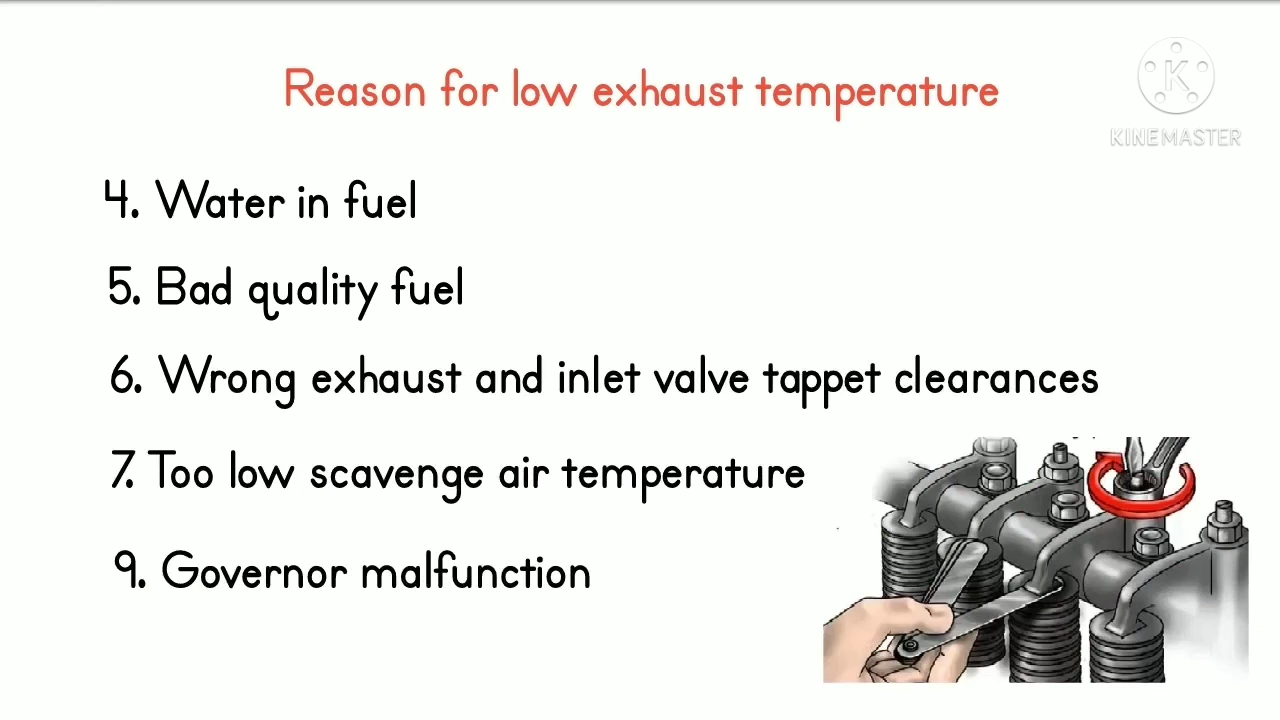 Reason for low exhaust temperature
K
KINEMASTER
4. Water in fuel
5. Bad quality fuel
6. Wrong exhaust and inlet valve tappet clearances
7. Too low scavenge air temperature
9. Governor malfunction